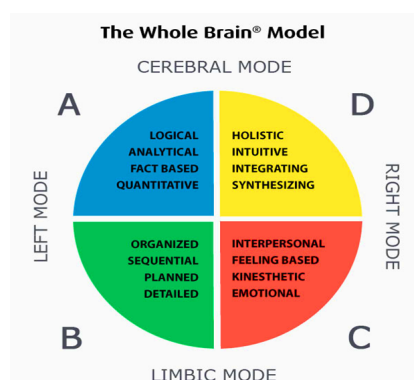 The Whole Brain® Model
CEREBRAL MODE
A
D
LOGICAL
ANALYTICAL
FACT BASED
QUANTITATIVE
HOLISTIC
INTUITIVE
INTEGRATING
SYNTHESIZING
LEFT MODE
RIGHT MODE
ORGANIZED
SEQUENTIAL
PLANNED
DETAILED
INTERPERSONAL
FEELING BASED
KINESTHETIC
EMOTIONAL
B
C
LIMBIC MODE